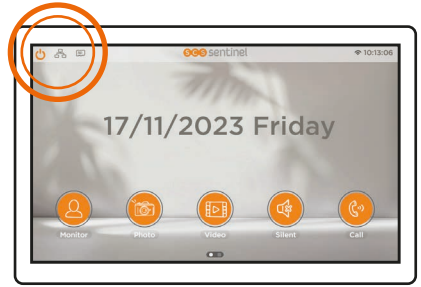 scs sentinel
10:13:06
17/11/2023 Friday
Monitor
Photo
Video
Silent
Call